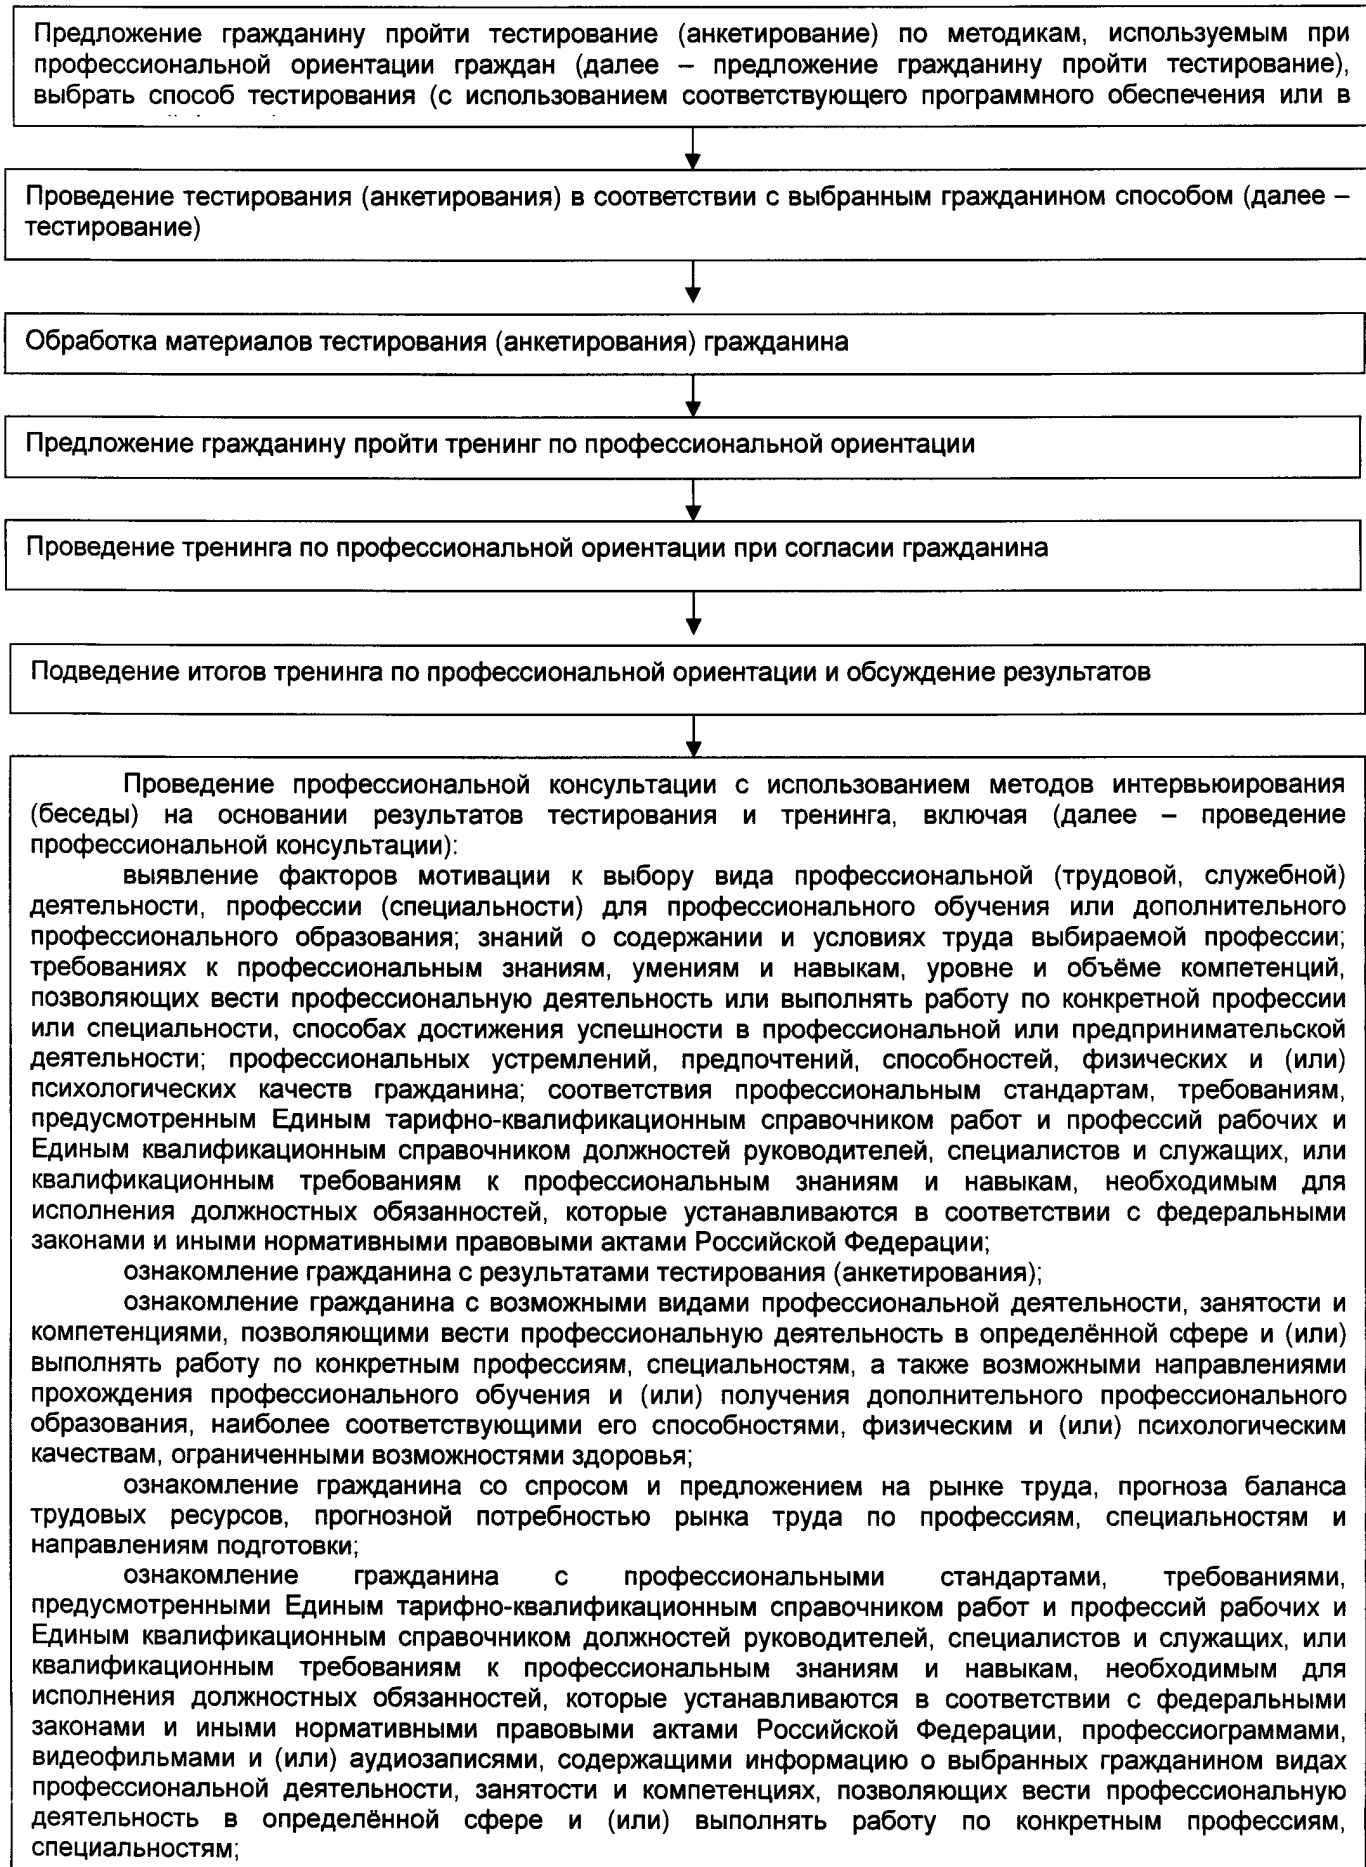 Предложение гражданину пройти тестирование (анкетирование) по методикам, используемым при
профессиональной ориентации граждан (далее – предложение гражданину пройти тестирование),
выбрать способ тестирования (с использованием соответствующего программного обеспечения или в
Проведение тестирования (анкетирования) в соответствии с выбранным гражданином способом (далее –
тестирование)
Обработка материалов тестирования (анкетирования) гражданина
Предложение гражданину пройти тренинг по профессиональной ориентации
Проведение тренинга по профессиональной ориентации при согласии гражданина
Подведение итогов тренинга по профессиональной ориентации и обсуждение результатов
Проведение профессиональной консультации с использованием методов интервьюирования
(беседы) на основании результатов тестирования и тренинга, включая (далее – проведение
профессиональной консультации):
выявление факторов мотивации к выбору вида профессиональной (трудовой, служебной)
деятельности, профессии (специальности) для профессионального обучения или дополнительного
профессионального образования; знаний о содержании и условиях труда выбираемой профессии;
требованиях к профессиональным знаниям, умениям и навыкам, уровне и объёме компетенций,
позволяющих вести профессиональную деятельность или выполнять работу по конкретной профессии
или специальности, способах достижения успешности в профессиональной или предпринимательской
деятельности; профессиональных устремлений, предпочтений, способностей, физических и (или)
психологических качеств гражданина; соответствия профессиональным стандартам, требованиям,
предусмотренным Единым тарифно-квалификационным справочником работ и профессий рабочих и
Единым квалификационным справочником должностей руководителей, специалистов и служащих, или
квалификационным требованиям к профессиональным знаниям и навыкам, необходимым для
исполнения должностных обязанностей, которые устанавливаются в соответствии с федеральными
законами и иными нормативными правовыми актами Российской Федерации;
ознакомление гражданина с результатами тестирования (анкетирования);
ознакомление гражданина с возможными видами профессиональной деятельности, занятости и
компетенциями, позволяющими вести профессиональную деятельность в определённой сфере и (или)
выполнять работу по конкретным профессиям, специальностям, а также возможными направлениями
прохождения профессионального обучения и (или) получения дополнительного профессионального
образования, наиболее соответствующими его способностями, физическим и (или) психологическим
качествам, ограниченными возможностями здоровья;
ознакомление гражданина со спросом и предложением на рынке труда, прогноза баланса
трудовых ресурсов, прогнозной потребностью рынка труда по профессиям, специальностям и
направлениям подготовки;
ознакомление гражданина с профессиональными стандартами, требованиями,
предусмотренными Единым тарифно-квалификационным справочником работ и профессий рабочих и
Единым квалификационным справочником должностей руководителей, специалистов и служащих, или
квалификационным требованиям к профессиональным знаниям и навыкам, необходимым для
исполнения должностных обязанностей, которые устанавливаются в соответствии с федеральными
законами и иными нормативными правовыми актами Российской Федерации, профессиограммами,
видеофильмами и (или) аудиозаписями, содержащими информацию о выбранных гражданином видах
профессиональной деятельности, занятости и компетенциях, позволяющих вести профессиональную
деятельность в определённой сфере и (или) выполнять работу по конкретным профессиям,
специальностям;